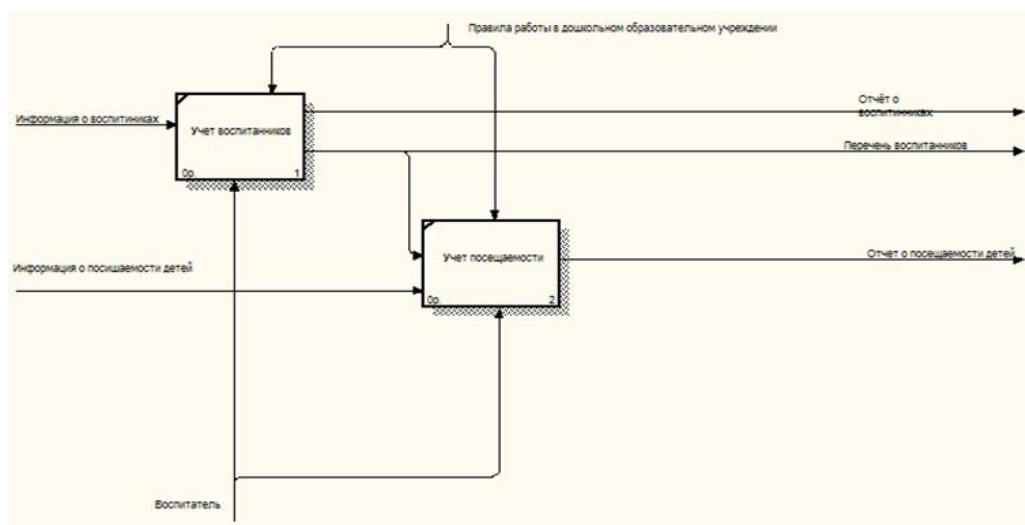 Правила работы в дошкольном образовательном учреждении
Отчёт о
воспитинниках
Информация о воспитиниках
Учет воспитанников
Перечень воспитанников
0р.
1
Информация о посишаемости детей
Учет посещаемости
Отчет о посещаемости детей
0р.
2
Воспитатель